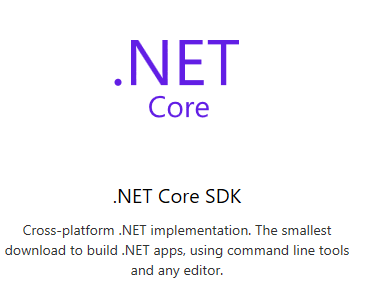 .NET
Core
.NET Core SDK
Cross-platform .NET implementation. The smallest
download to build .NET apps, using command line tools
and any editor.